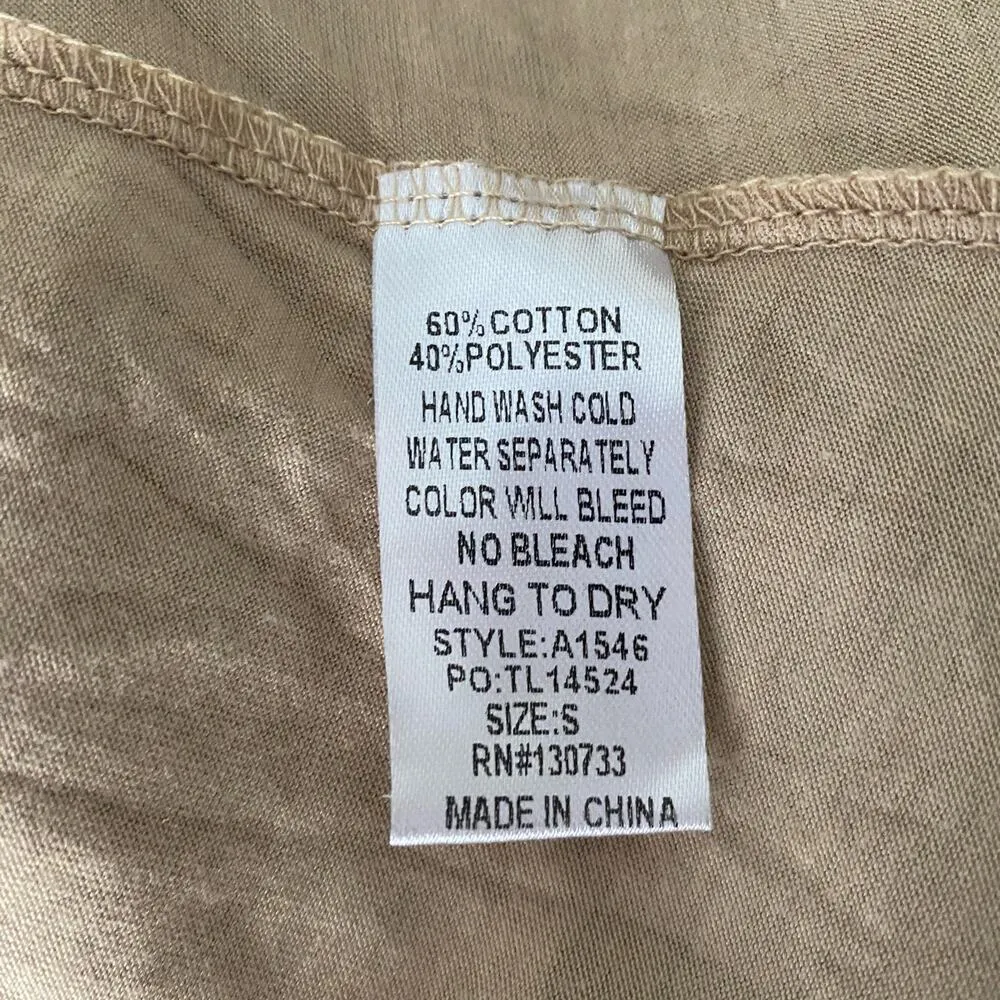 60%COTTON
40%POLYESTER
HAND WASH COLD
WATER SEPARATELY
COLOR WILL BLEED
NO BLEACH
HANG TO DRY
STYLE:A1546
PO:TL14524
SIZE:S
RN#130733
MADE IN CHINA